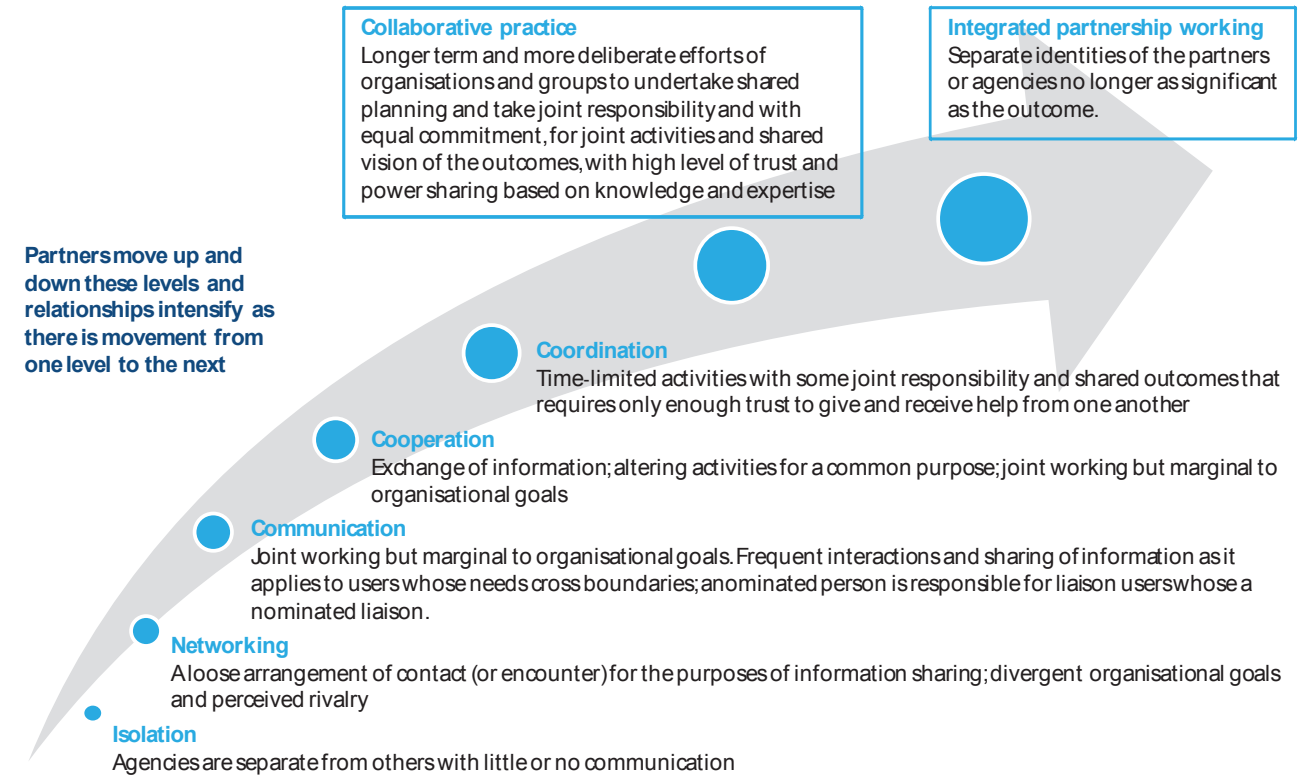 Collaborative practice
Longer term and more deliberate efforts of
organisations and groups to undertake shared
planning and take joint responsibility and with
equal commitment, for joint activities and shared
vision of the outcomes, with high level of trust and
power sharing based on knowledge and expertise
Integrated partnership working
Separate identities of the partners
or agencies no longer as significant
as the outcome.
Partners move up and
down these levels and
relationships intensify as
there is movement from
one level to the next
Coordination
Time-limited activities with some joint responsibility and shared outcomes that
requires only enough trust to give and receive help from one another
Cooperation
Exchange of information; altering activities for a common purpose; joint working but marginal to
organisational goals
Communication
Joint working but marginal to organisational goals. Frequent interactions and sharing of information as it
applies to users whose needs cross boundaries; a nominated person is responsible for liaison users whose a
nominated liaison.
Networking
A loose arrangement of contact (or encounter) for the purposes of information sharing; divergent organisational goals
and perceived rivalry
Isolation
Agencies are separate from others with little or no communication